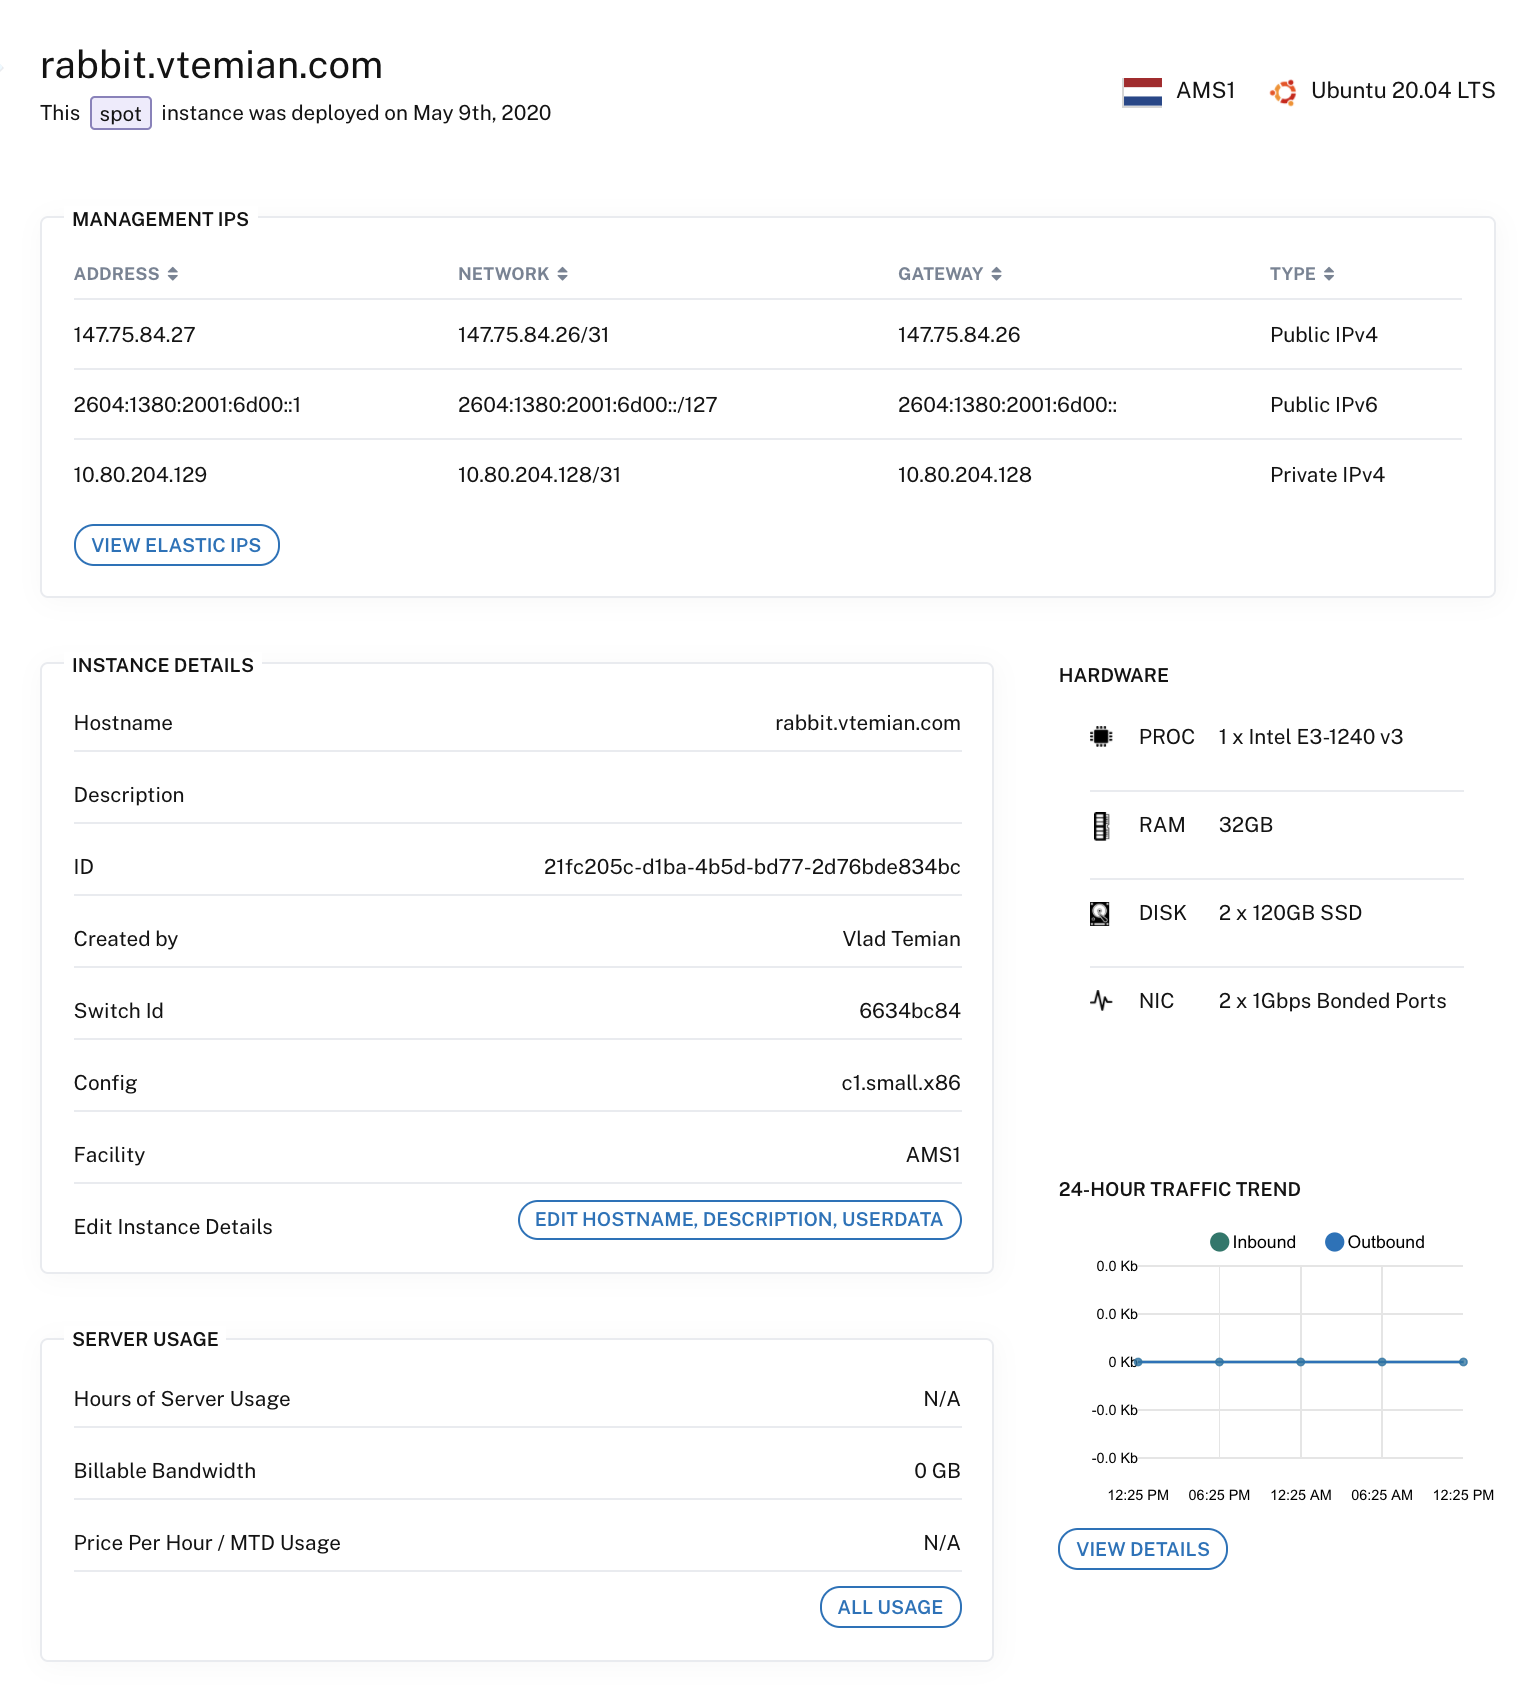 rabbit.vtemian.com
This spot instance was deployed on May 9th, 2020
AMS1 Ubuntu 20.04 LTS
MANAGEMENT IPS
ADDRESS NETWORK GATEWAY TYPE
147.75.84.27 147.75.84.26/31 147.75.84.26 Public IPv4
2604:1380:2001:6d00::1 2604:1380:2001:6d00::/127 2604:1380:2001:6d00:: Public IPv6
10.80.204.129 10.80.204.128/31 10.80.204.128 Private IPv4
VIEW ELASTIC IPS
INSTANCE DETAILS
Hostname rabbit.vtemian.com
Description
ID 21fc205c-d1ba-4b5d-bd77-2d76bde834bc
Created by Vlad Temian
Switch Id 6634bc84
Config c1.small.x86
Facility AMS1
Edit Instance Details EDIT HOSTNAME, DESCRIPTION, USERDATA
HARDWARE
PROC 1 x Intel E3-1240 v3
RAM 32GB
DISK 2 x 120GB SSD
NIC 2 x 1Gbps Bonded Ports
SERVER USAGE
Hours of Server Usage N/A
Billable Bandwidth 0 GB
Price Per Hour / MTD Usage N/A
ALL USAGE
24-HOUR TRAFFIC TREND
Inbound Outbound
0.0 Kb
0.0 Kb
0 Kb
-0.0 Kb
-0.0 Kb
12:25 PM 06:25 PM 12:25 AM 06:25 AM 12:25 PM
VIEW DETAILS